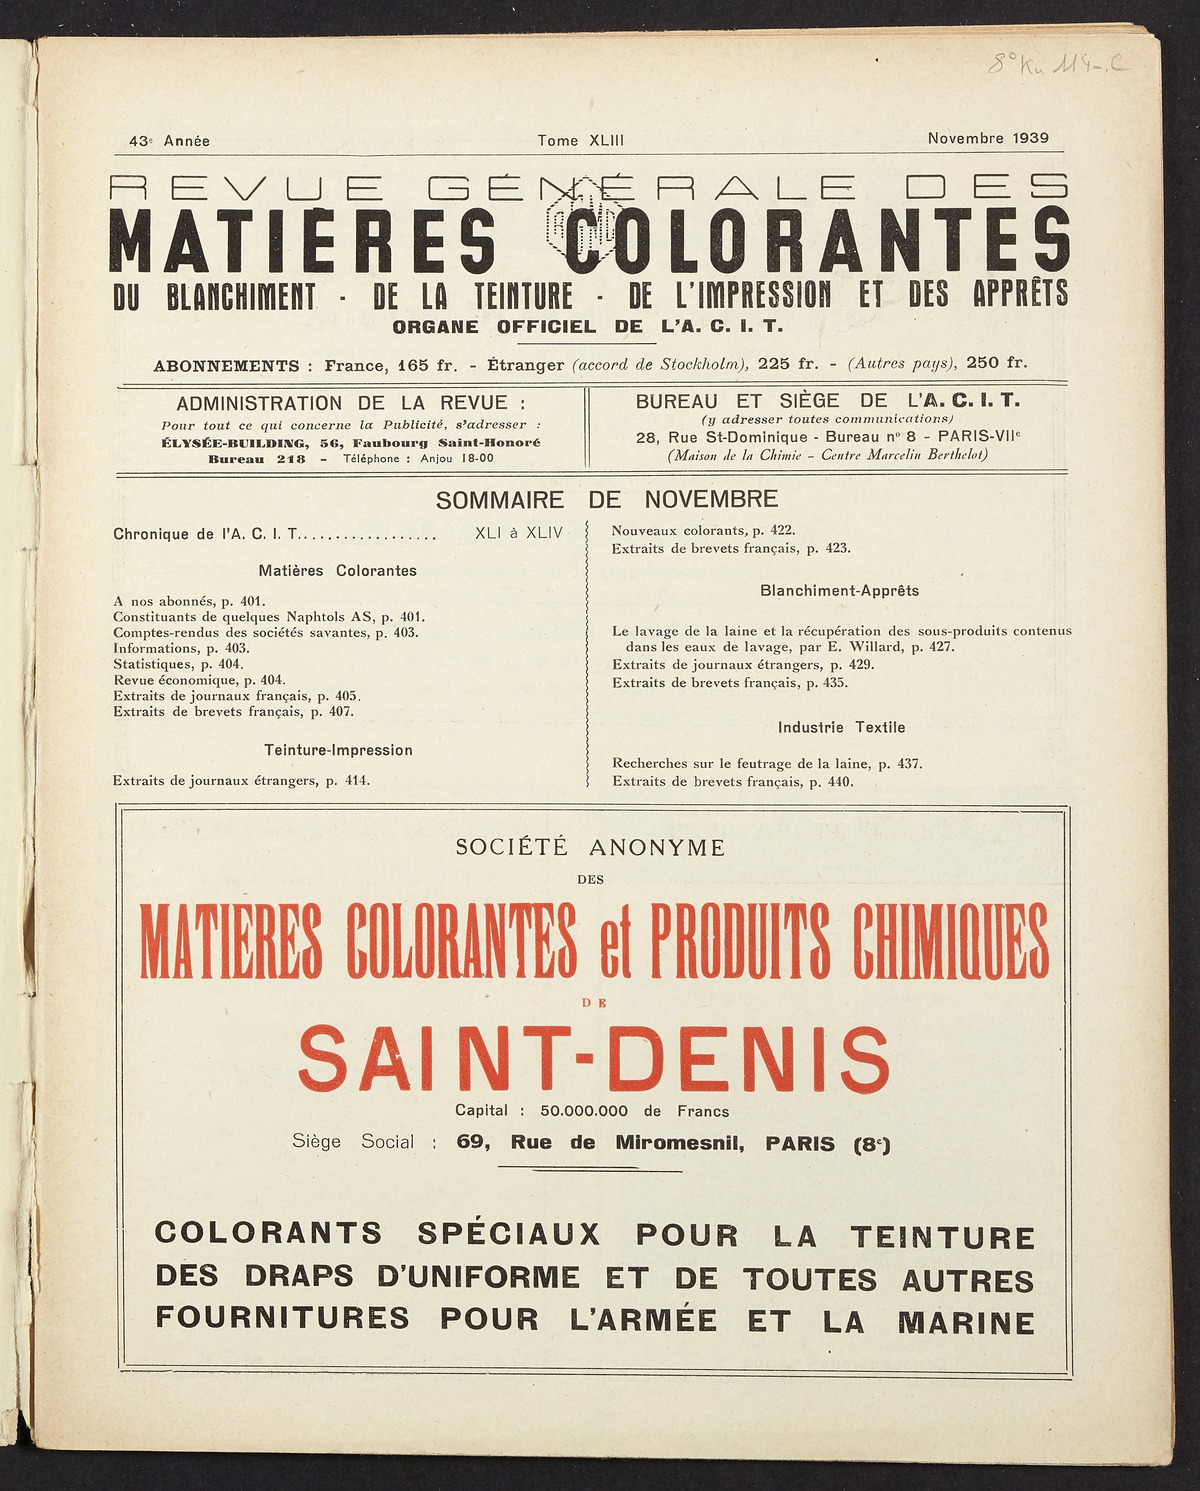 8° Ku 114-C
43e Année Tome XLIII Novembre 1939
REVUE GÉNÉRALE DES
MATIÈRES COLORANTES
DU BLANCHIMENT - DE LA TEINTURE - DE L'IMPRESSION ET DES APPRÊTS
ORGANE OFFICIEL DE L'A. C. I. T.
ABONNEMENTS : France, 165 fr. - Étranger (accord de Stockholm), 225 fr. - (Autres pays), 250 fr.
ADMINISTRATION DE LA REVUE :
Pour tout ce qui concerne la Publicité, s'adresser :
ÉLYSÉE-BUILDING, 56, Faubourg Saint-Honoré
Bureau 218 - Téléphone : Anjou 18-00
BUREAU ET SIÈGE DE L'A. C. I. T.
(y adresser toutes communications)
28, Rue St-Dominique - Bureau no 8 - PARIS-VIIe
(Maison de la Chimie - Centre Marcelin Berthelot)
SOMMAIRE DE NOVEMBRE
Chronique de l'A. C. I. T.................. XLI à XLIV
Matières Colorantes
A nos abonnés, p. 401.
Constituants de quelques Naphtols AS, p. 401.
Comptes-rendus des sociétés savantes, p. 403.
Informations, p. 403.
Statistiques, p. 404.
Revue économique, p. 404.
Extraits de journaux français, p. 405.
Extraits de brevets français, p. 407.
Teinture-Impression
Extraits de journaux étrangers, p. 414.
Nouveaux colorants, p. 422.
Extraits de brevets français, p. 423.
Blanchiment-Apprêts
Le lavage de la laine et la récupération des sous-produits contenus
dans les eaux de lavage, par E. Willard, p. 427.
Extraits de journaux étrangers, p. 429.
Extraits de brevets français, p. 435.
Industrie Textile
Recherches sur le feutrage de la laine, p. 437.
Extraits de brevets français, p. 440.
SOCIÉTÉ ANONYME
DES
MATIERES COLORANTES et PRODUITS CHIMIQUES
DE
SAINT-DENIS
Capital : 50.000.000 de Francs
Siège Social : 69, Rue de Miromesnil, PARIS (8e)
COLORANTS SPÉCIAUX POUR LA TEINTURE
DES DRAPS D'UNIFORME ET DE TOUTES AUTRES
FOURNITURES POUR L'ARMÉE ET LA MARINE